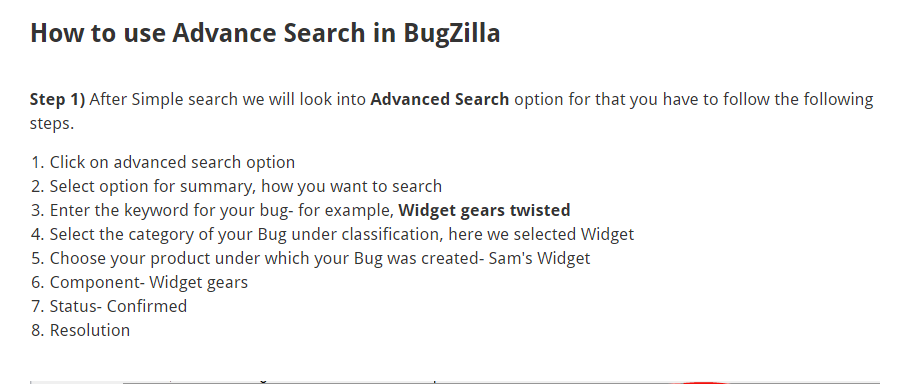 How to use Advance Search in BugZilla
Step 1) After Simple search we will look into Advanced Search option for that you have to follow the following
steps.
1. Click on advanced search option
2. Select option for summary, how you want to search
3. Enter the keyword for your bug- for example, Widget gears twisted
4. Select the category of your Bug under classification, here we selected Widget
5. Choose your product under which your Bug was created- Sam's Widget
6. Component- Widget gears
7. Status- Confirmed
8. Resolution